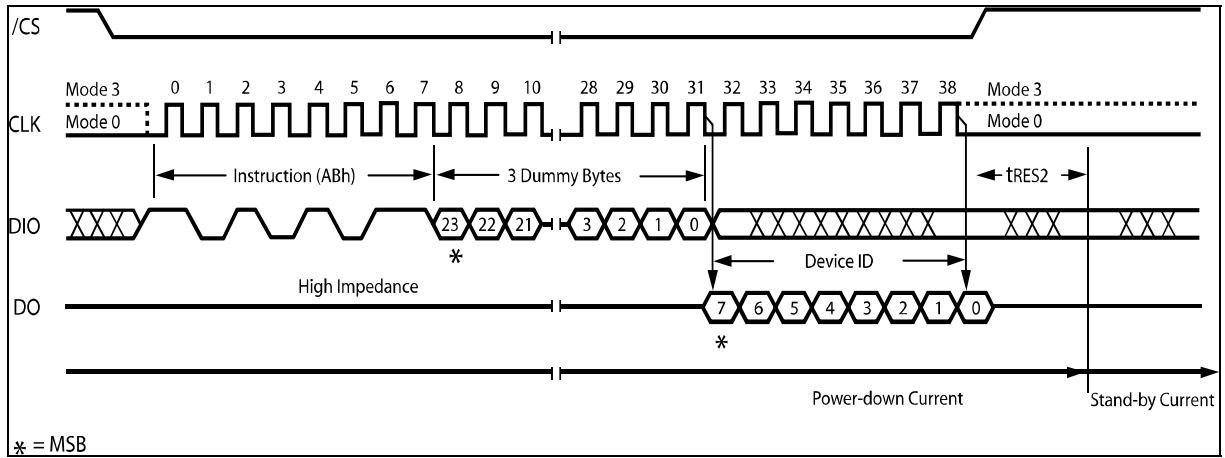 /CS
Mode 3 0 1 2 3 4 5 6 7 8 9 10 28 29 30 31 32 33 34 35 36 37 38 Mode 3
CLK Mode 0 Mode 0
Instruction (ABh) 3 Dummy Bytes tRES2
DIO 23 22 21 3 2 1 0
*
Device ID
High Impedance
DO 7 6 5 4 3 2 1 0
*
Power-down Current Stand-by Current
* = MSB